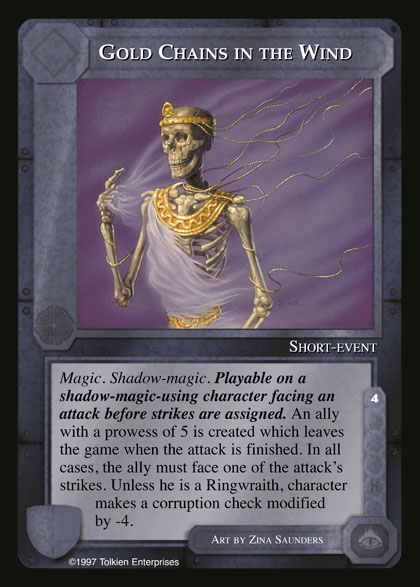 Gold Chains in the Wind
ZINA
Short-event
Magic. Shadow-magic. Playable on a
shadow-magic-using character facing an
attack before strikes are assigned. An ally
with a prowess of 5 is created which leaves
the game when the attack is finished. In all
cases, the ally must face one of the attack's
strikes. Unless he is a Ringwraith, character
makes a corruption check modified
by -4.
4
H
Art by Zina Saunders
©1997 Tolkien Enterprises